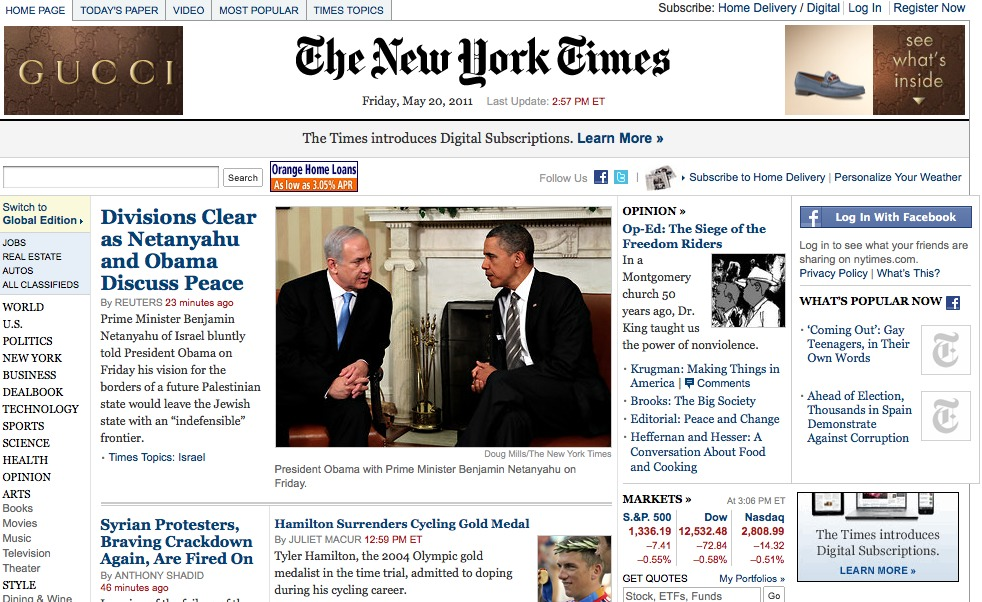 HOME PAGE TODAY'S PAPER VIDEO MOST POPULAR TIMES TOPICS
Subscribe: Home Delivery / Digital Log In Register Now
GUCCI
The New York Times
Friday, May 20, 2011 Last Update: 2:57 PM ET
see
what's
inside
The Times introduces Digital Subscriptions. Learn More »
Search
Orange Home Loans
As low as 3.05% APR
Follow Us
Subscribe to Home Delivery | Personalize Your Weather
Switch to
Global Edition
JOBS
REAL ESTATE
AUTOS
ALL CLASSIFIEDS
WORLD
U.S.
POLITICS
NEW YORK
BUSINESS
DEALBOOK
TECHNOLOGY
SPORTS
SCIENCE
HEALTH
OPINION
ARTS
Books
Movies
Music
Television
Theater
STYLE
Dining & Wine
Divisions Clear
as Netanyahu
and Obama
Discuss Peace
By REUTERS 23 minutes ago
Prime Minister Benjamin
Netanyahu of Israel bluntly
told President Obama on
Friday his vision for the
borders of a future Palestinian
state would leave the Jewish
state with an “indefensible”
frontier.
Times Topics: Israel
Doug Mills/The New York Times
President Obama with Prime Minister Benjamin Netanyahu on
Friday.
Syrian Protesters,
Braving Crackdown
Again, Are Fired On
By ANTHONY SHADID
46 minutes ago
Hamilton Surrenders Cycling Gold Medal
By JULIET MACUR 12:59 PM ET
Tyler Hamilton, the 2004 Olympic gold
medalist in the time trial, admitted to doping
during his cycling career.
OPINION »
Op-Ed: The Siege of the
Freedom Riders
In a
Montgomery
church 50
years ago, Dr.
King taught us
the power of nonviolence.
Krugman: Making Things in
America | Comments
Brooks: The Big Society
Editorial: Peace and Change
Heffernan and Hesser: A
Conversation About Food
and Cooking
MARKETS » At 3:06 PM ET
S.&P. 500 Dow Nasdaq
1,336.19 12,532.48 2,808.99
-7.41 -72.84 -14.32
-0.55% -0.58% -0.51%
GET QUOTES My Portfolios »
Stock, ETFs, Funds Go
f Log In With Facebook
Log in to see what your friends are
sharing on nytimes.com.
Privacy Policy | What's This?
WHAT'S POPULAR NOW
‘Coming Out’: Gay
Teenagers, in Their
Own Words
Ahead of Election,
Thousands in Spain
Demonstrate
Against Corruption
The Times introduces
Digital Subscriptions.
LEARN MORE »